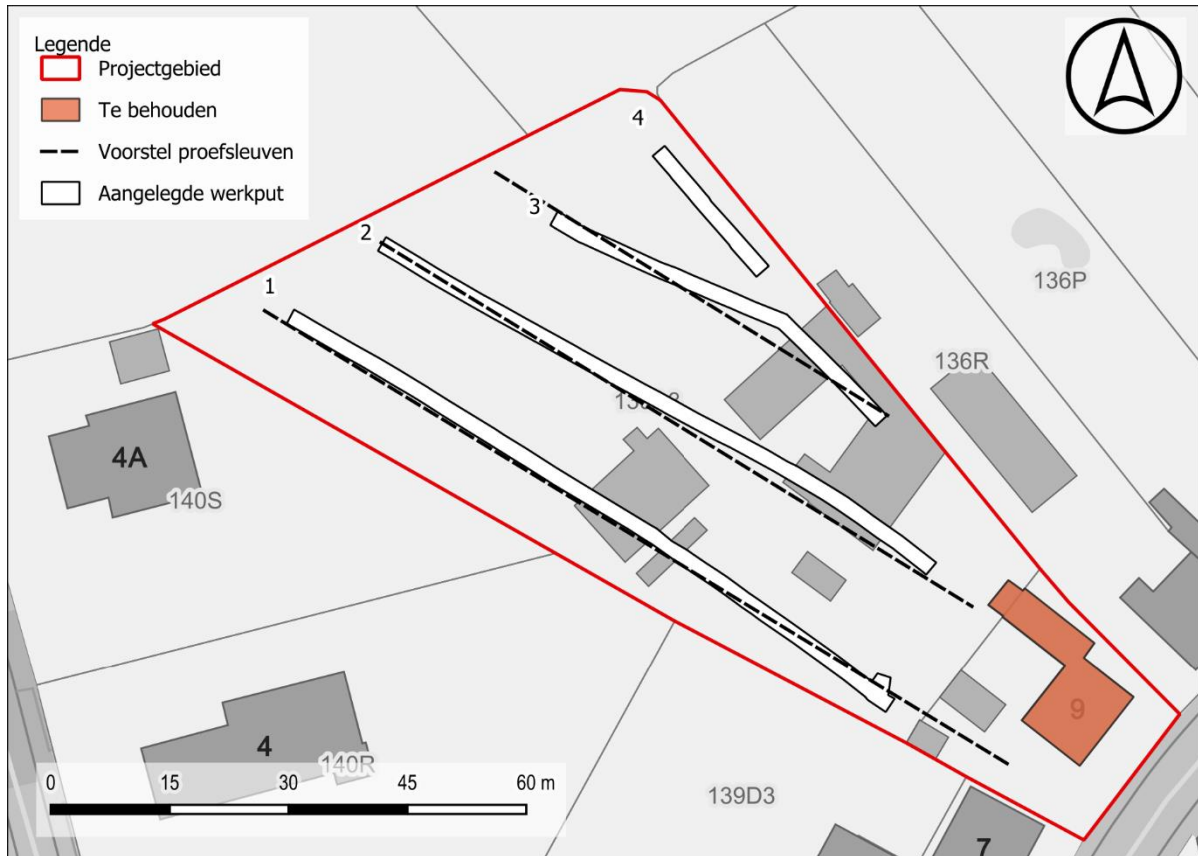 Legende
Projectgebied
Te behouden
Voorstel proefsleuven
Aangelegde werkput
4
3
2
1
136P
136R
4A
140S
9
4
140R
139D3
7
0 15 30 45 60 m